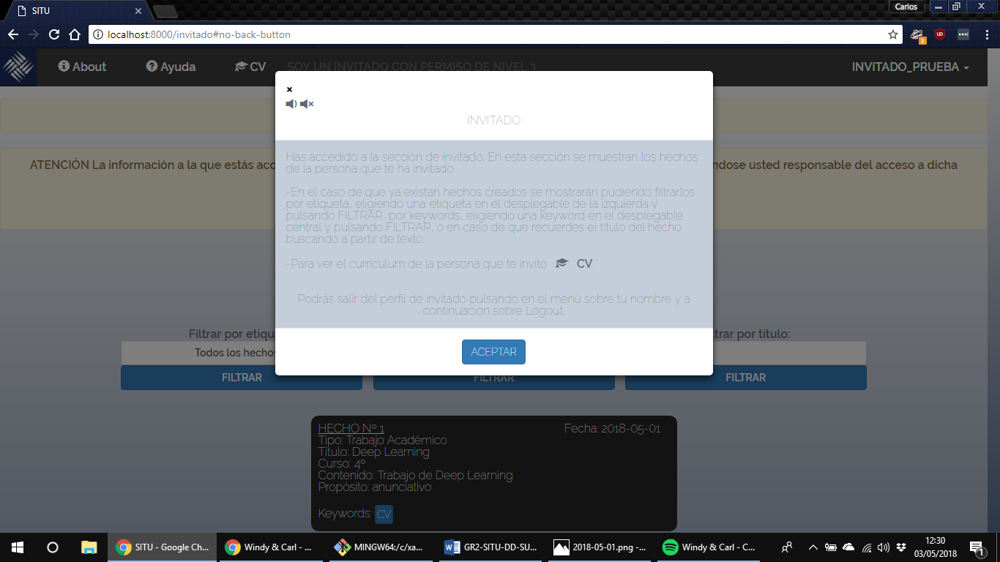 SITU
Carlos
localhost:8000/invitado#no-back-button
3
About
Ayuda
CV
SOY UN INVITADO CON PERMISO DE NIVEL 3
INVITADO_PRUEBA
INVITADO
ATENCIÓN La información a la que estás
ndose usted responsable del acceso a dicha
Has accedido a la sección de invitado. En esta sección se muestran los hechos
de la persona que te ha invitado.
-En el caso de que ya existan hechos creados se mostrarán pudiendo filtrarlos
por etiqueta, eligiendo una etiqueta en el desplegable de la izquierda y
pulsando FILTRAR, por keywords, eligiendo una keyword en el desplegable
central y pulsando FILTRAR, o en caso de que recuerdes el título del hecho
buscando a partir de texto.
-Para ver el curriculum de la persona que te invitó CV
Podrás salir del perfil de invitado pulsando en el menú sobre tu nombre y a
continuación sobre Logout.
ACEPTAR
Filtrar por etiqu
trar por título:
Todos los hechos
FILTRAR
FILTRAR
FILTRAR
HECHO Nº 1
Fecha: 2018-05-01
Tipo: Trabajo Académico
Titulo: Deep Learning
Curso: 4º
Contenido: Trabajo de Deep Learning
Propósito: anunciativo
Keywords: CV
SITU - Google Ch...
Windy & Carl - ...
MINGW64:/c/xa...
GR2-SITU-DD-SU...
2018-05-01.png -...
Windy & Carl - C...
12:30
03/05/2018
1